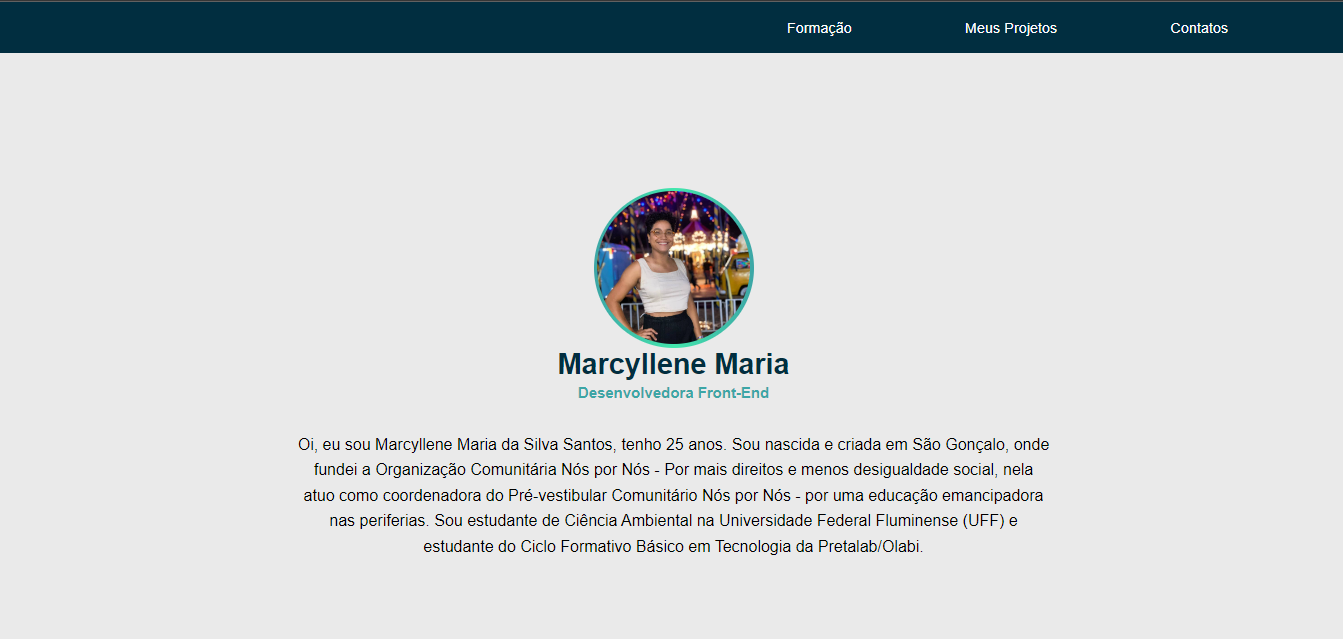 Formação
Meus Projetos
Contatos
Marcyllene Maria
Desenvolvedora Front-End
Oi, eu sou Marcyllene Maria da Silva Santos, tenho 25 anos. Sou nascida e criada em São Gonçalo, onde
fundei a Organização Comunitária Nós por Nós - Por mais direitos e menos desigualdade social, nela
atuo como coordenadora do Pré-vestibular Comunitário Nós por Nós - por uma educação emancipadora
nas periferias. Sou estudante de Ciência Ambiental na Universidade Federal Fluminense (UFF) e
estudante do Ciclo Formativo Básico em Tecnologia da Pretalab/Olabi.